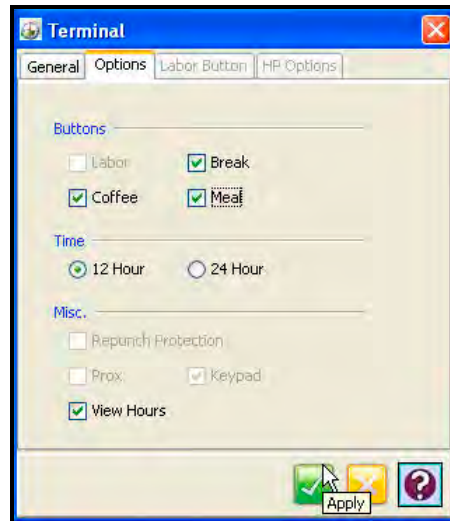 Terminal
General Options Labor Button HP Options
Buttons
Labor Break
Coffee Meal
Time
12 Hour 24 Hour
Misc.
Repunch Protection
Prox Keypad
View Hours
Apply